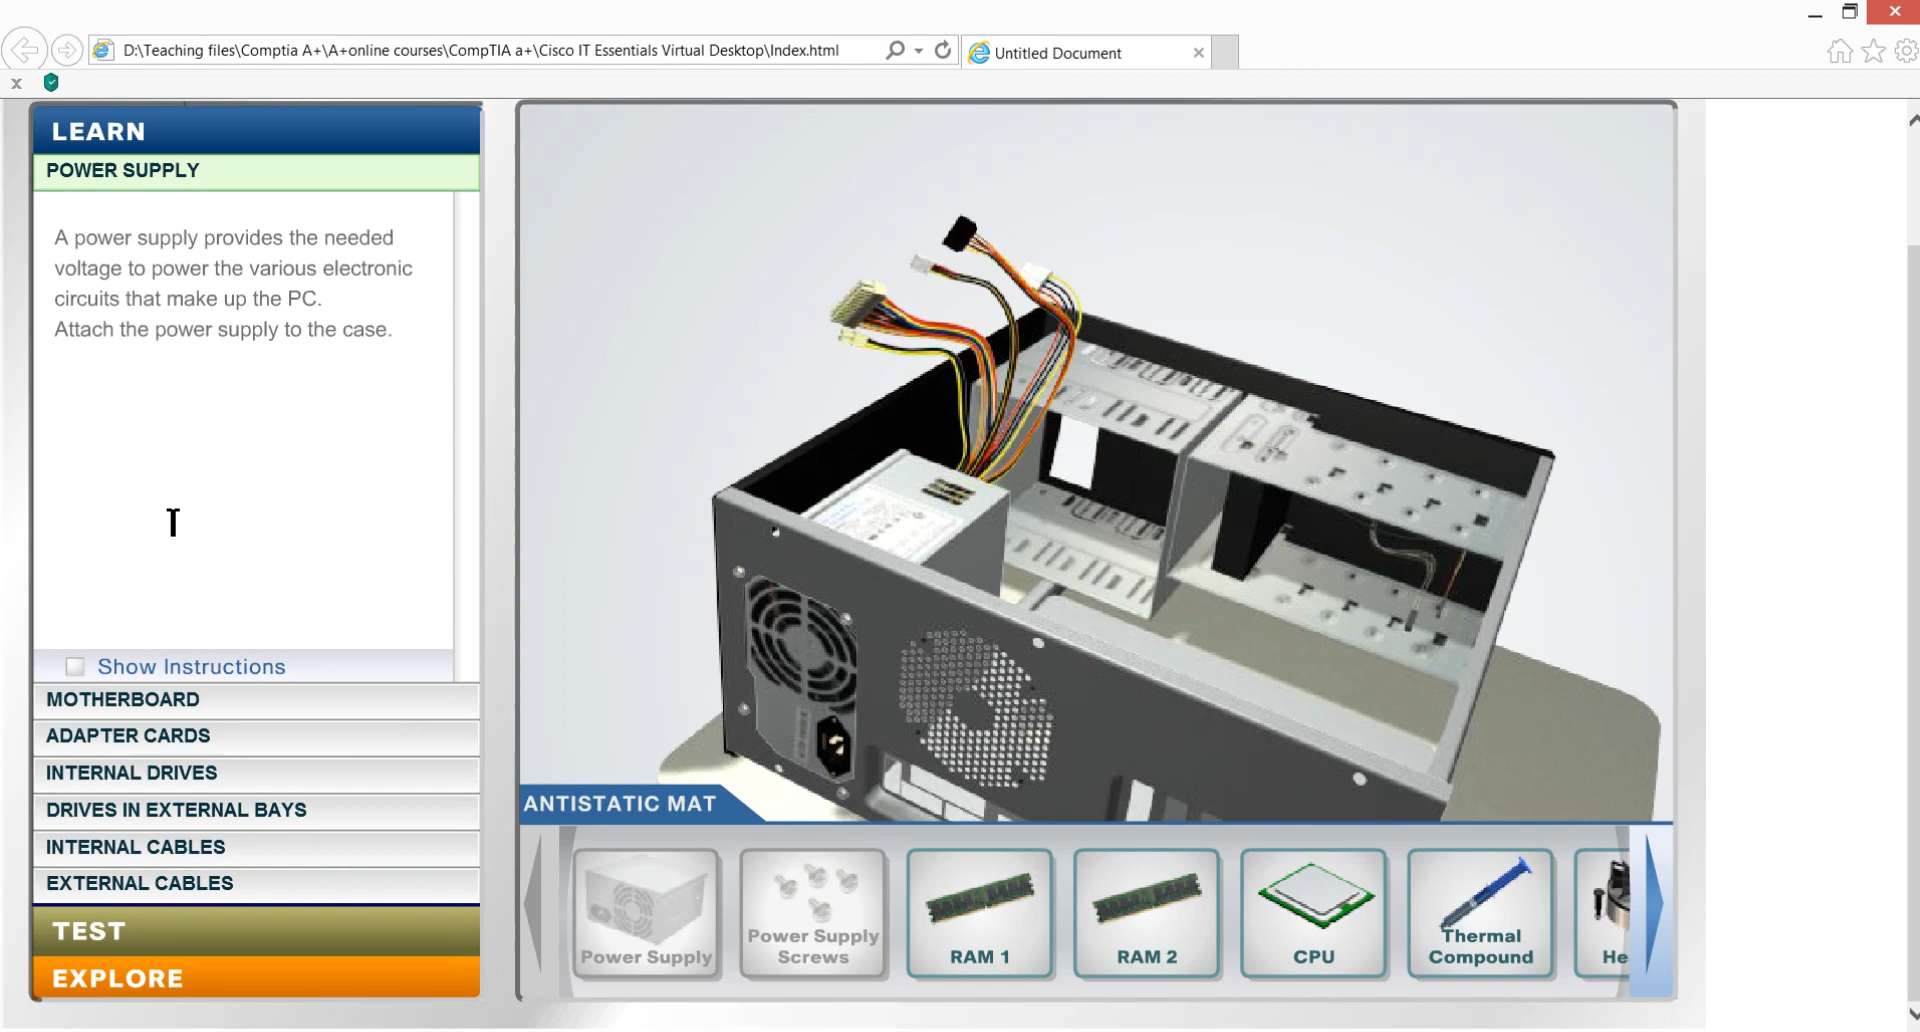 D:\Teaching files\Comptia A+\A+online courses\CompTIA a+\Cisco IT Essentials Virtual Desktop\Index.html
Untitled Document
LEARN
POWER SUPPLY
A power supply provides the needed
voltage to power the various electronic
circuits that make up the PC.
Attach the power supply to the case.
Show Instructions
MOTHERBOARD
ADAPTER CARDS
INTERNAL DRIVES
DRIVES IN EXTERNAL BAYS
INTERNAL CABLES
EXTERNAL CABLES
TEST
EXPLORE
ANTISTATIC MAT
Power Supply
Power Supply
Screws
RAM 1
RAM 2
CPU
Thermal
Compound
He